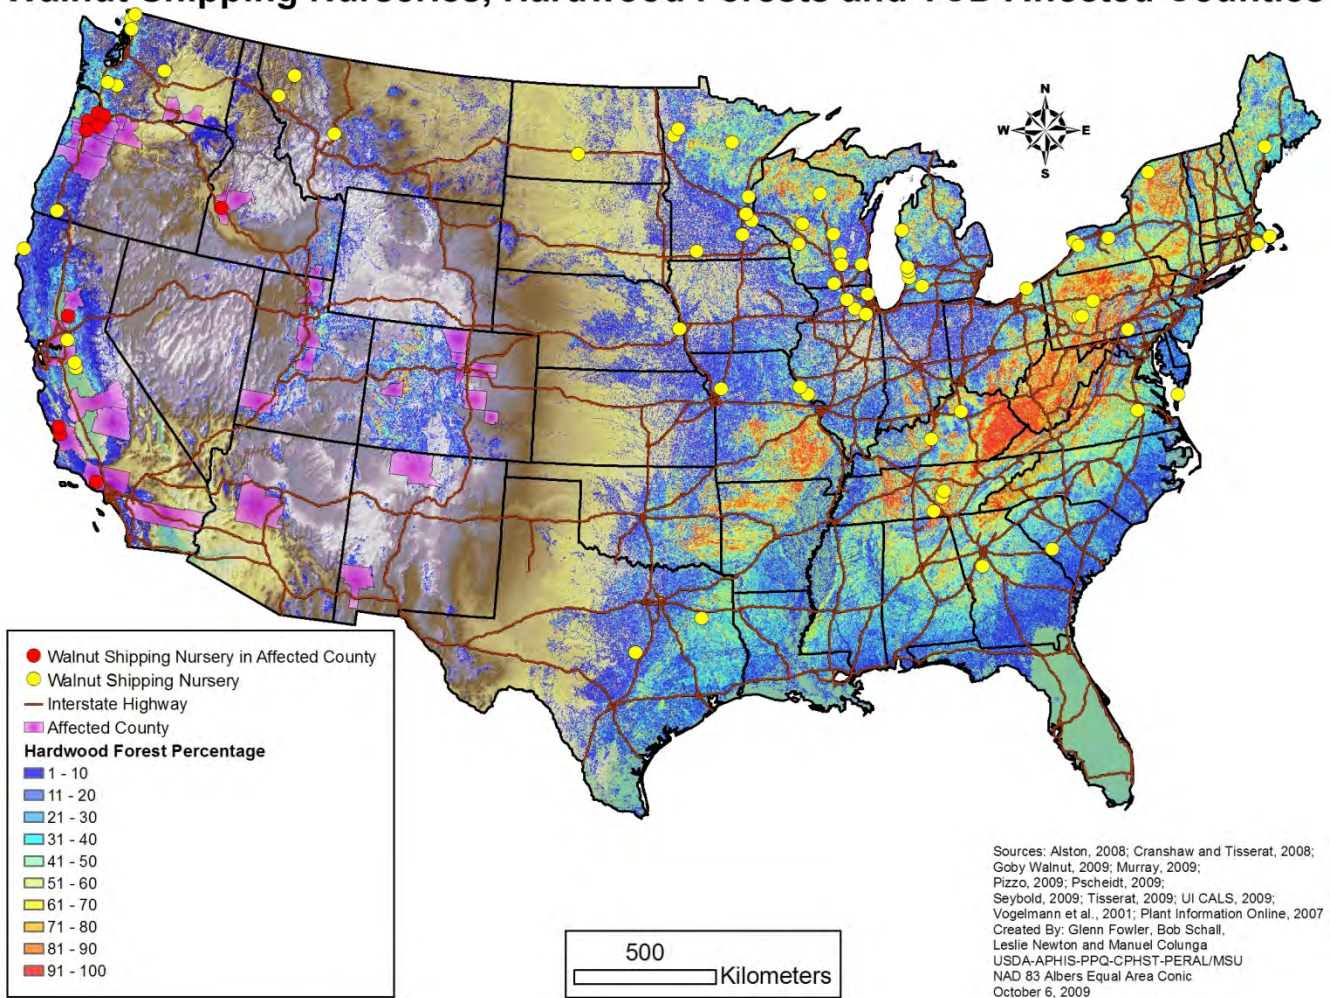 Walnut Shipping Nurseries, Hardwood Forests and TCD Affected Counties
N
W E
S
Walnut Shipping Nursery in Affected County
Walnut Shipping Nursery
Interstate Highway
Affected County
Hardwood Forest Percentage
1 - 10
11 - 20
21 - 30
31 - 40
41 - 50
51 - 60
61 - 70
71 - 80
81 - 90
91 - 100
500
Kilometers
Sources: Alston, 2008; Cranshaw and Tisserat, 2008;
Goby Walnut, 2009; Murray, 2009;
Pizzo, 2009; Pscheidt, 2009;
Seybold, 2009; Tisserat, 2009; UI CALS, 2009;
Vogelmann et al., 2001; Plant Information Online, 2007
Created By: Glenn Fowler, Bob Schall,
Leslie Newton and Manuel Colunga
USDA-APHIS-PPQ-CPHST-PERAL/MSU
NAD 83 Albers Equal Area Conic
October 6, 2009